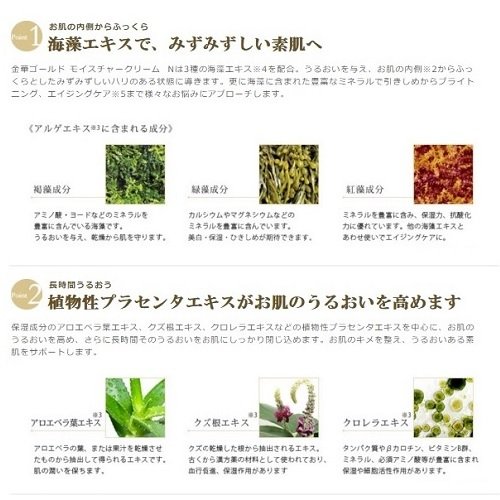 お肌の内側からふっくら
Point 1 海藻エキスで、みずみずしい素肌へ
金華ゴールド モイスチャークリーム Nは3種の海藻エキス※4を配合。うるおいを与え、お肌の内側※2からふっ
くらとしたみずみずしいハリのある状態に導きます。更に海藻に含まれた豊富なミネラルで引きしめからブライト
ニング、エイジングケア※5まで様々なお悩みにアプローチします。
《アルゲエキス※3に含まれる成分》
褐藻成分
アミノ酸・ヨードなどのミネラルを
豊富に含んでいる海藻です。
うるおいを与え、乾燥から肌を守ります。
緑藻成分
カルシウムやマグネシウムなどの
ミネラルを豊富に含んでいます。
美白・保湿・ひきしめが期待できます。
紅藻成分
ミネラルを豊富に含み、保湿力、抗酸化
力に優れています。他の海藻エキスと
あわせ使いでエイジングケアに。
長時間うるおう
Point 2 植物性プラセンタエキスがお肌のうるおいを高めます
保湿成分のアロエベラ葉エキス、クズ根エキス、クロレラエキスなどの植物性プラセンタエキスを中心に、お肌の
うるおいを高め、さらに長時間そのうるおいをお肌にしっかり閉じ込めます。お肌のキメを整え、うるおいある素
肌をサポートします。
アロエベラ葉エキス※3
アロエベラの葉、または果汁を乾燥させ
たものから抽出して得られるエキスです。
肌の潤いを保ちます。
クズ根エキス※3
クズの乾燥した根から抽出されるエキス。
古くから漢方薬の材料として使われており、
血行促進、保湿作用があります。
クロレラエキス※3
タンパク質やβカロチン、ビタミンB群、
ミネラル、必須アミノ酸等が豊富に含まれ
保湿や細胞活性作用があります。